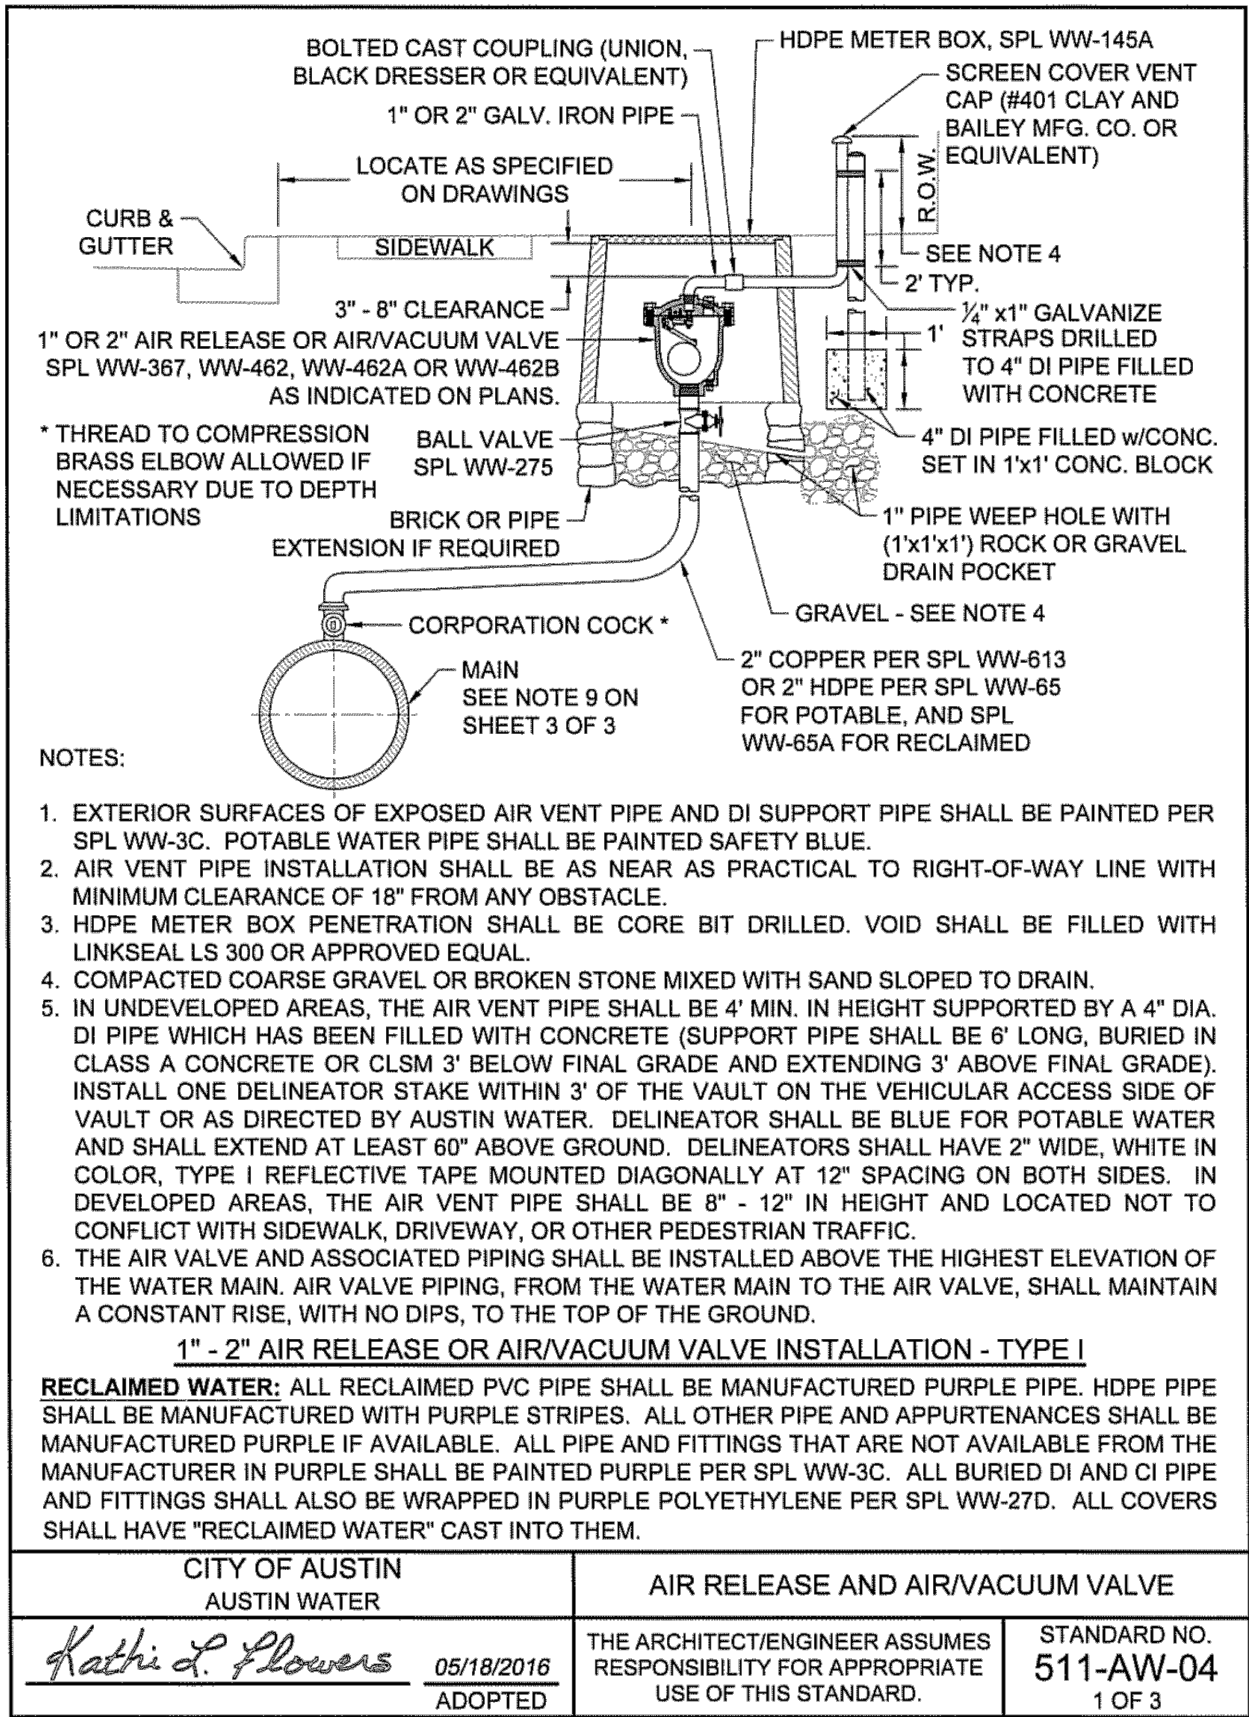 BOLTED CAST COUPLING (UNION,
BLACK DRESSER OR EQUIVALENT)
HDPE METER BOX, SPL WW-145A
SCREEN COVER VENT
CAP (#401 CLAY AND
BAILEY MFG. CO. OR
EQUIVALENT)
1" OR 2" GALV. IRON PIPE
LOCATE AS SPECIFIED
ON DRAWINGS
R.O.W.
CURB &
GUTTER
SIDEWALK
SEE NOTE 4
2' TYP.
3" - 8" CLEARANCE
1" OR 2" AIR RELEASE OR AIR/VACUUM VALVE
SPL WW-367, WW-462, WW-462A OR WW-462B
AS INDICATED ON PLANS.
1'
¼" x1" GALVANIZE
STRAPS DRILLED
TO 4" DI PIPE FILLED
WITH CONCRETE
* THREAD TO COMPRESSION
BRASS ELBOW ALLOWED IF
NECESSARY DUE TO DEPTH
LIMITATIONS
BALL VALVE
SPL WW-275
4" DI PIPE FILLED w/CONC.
SET IN 1'x1' CONC. BLOCK
BRICK OR PIPE
EXTENSION IF REQUIRED
1" PIPE WEEP HOLE WITH
(1'x1'x1') ROCK OR GRAVEL
DRAIN POCKET
GRAVEL - SEE NOTE 4
CORPORATION COCK *
MAIN
SEE NOTE 9 ON
SHEET 3 OF 3
2" COPPER PER SPL WW-613
OR 2" HDPE PER SPL WW-65
FOR POTABLE, AND SPL
WW-65A FOR RECLAIMED
NOTES:
1. EXTERIOR SURFACES OF EXPOSED AIR VENT PIPE AND DI SUPPORT PIPE SHALL BE PAINTED PER
SPL WW-3C. POTABLE WATER PIPE SHALL BE PAINTED SAFETY BLUE.
2. AIR VENT PIPE INSTALLATION SHALL BE AS NEAR AS PRACTICAL TO RIGHT-OF-WAY LINE WITH
MINIMUM CLEARANCE OF 18" FROM ANY OBSTACLE.
3. HDPE METER BOX PENETRATION SHALL BE CORE BIT DRILLED. VOID SHALL BE FILLED WITH
LINKSEAL LS 300 OR APPROVED EQUAL.
4. COMPACTED COARSE GRAVEL OR BROKEN STONE MIXED WITH SAND SLOPED TO DRAIN.
5. IN UNDEVELOPED AREAS, THE AIR VENT PIPE SHALL BE 4' MIN. IN HEIGHT SUPPORTED BY A 4" DIA.
DI PIPE WHICH HAS BEEN FILLED WITH CONCRETE (SUPPORT PIPE SHALL BE 6' LONG, BURIED IN
CLASS A CONCRETE OR CLSM 3' BELOW FINAL GRADE AND EXTENDING 3' ABOVE FINAL GRADE).
INSTALL ONE DELINEATOR STAKE WITHIN 3' OF THE VAULT ON THE VEHICULAR ACCESS SIDE OF
VAULT OR AS DIRECTED BY AUSTIN WATER. DELINEATOR SHALL BE BLUE FOR POTABLE WATER
AND SHALL EXTEND AT LEAST 60" ABOVE GROUND. DELINEATORS SHALL HAVE 2" WIDE, WHITE IN
COLOR, TYPE I REFLECTIVE TAPE MOUNTED DIAGONALLY AT 12" SPACING ON BOTH SIDES. IN
DEVELOPED AREAS, THE AIR VENT PIPE SHALL BE 8" - 12" IN HEIGHT AND LOCATED NOT TO
CONFLICT WITH SIDEWALK, DRIVEWAY, OR OTHER PEDESTRIAN TRAFFIC.
6. THE AIR VALVE AND ASSOCIATED PIPING SHALL BE INSTALLED ABOVE THE HIGHEST ELEVATION OF
THE WATER MAIN. AIR VALVE PIPING, FROM THE WATER MAIN TO THE AIR VALVE, SHALL MAINTAIN
A CONSTANT RISE, WITH NO DIPS, TO THE TOP OF THE GROUND.
1" - 2" AIR RELEASE OR AIR/VACUUM VALVE INSTALLATION - TYPE I
RECLAIMED WATER: ALL RECLAIMED PVC PIPE SHALL BE MANUFACTURED PURPLE PIPE. HDPE PIPE
SHALL BE MANUFACTURED WITH PURPLE STRIPES. ALL OTHER PIPE AND APPURTENANCES SHALL BE
MANUFACTURED PURPLE IF AVAILABLE. ALL PIPE AND FITTINGS THAT ARE NOT AVAILABLE FROM THE
MANUFACTURER IN PURPLE SHALL BE PAINTED PURPLE PER SPL WW-3C. ALL BURIED DI AND CI PIPE
AND FITTINGS SHALL ALSO BE WRAPPED IN PURPLE POLYETHYLENE PER SPL WW-27D. ALL COVERS
SHALL HAVE "RECLAIMED WATER" CAST INTO THEM.
CITY OF AUSTIN
AUSTIN WATER
AIR RELEASE AND AIR/VACUUM VALVE
Kathi L. Flowers
05/18/2016
ADOPTED
THE ARCHITECT/ENGINEER ASSUMES
RESPONSIBILITY FOR APPROPRIATE
USE OF THIS STANDARD.
STANDARD NO.
511-AW-04
1 OF 3